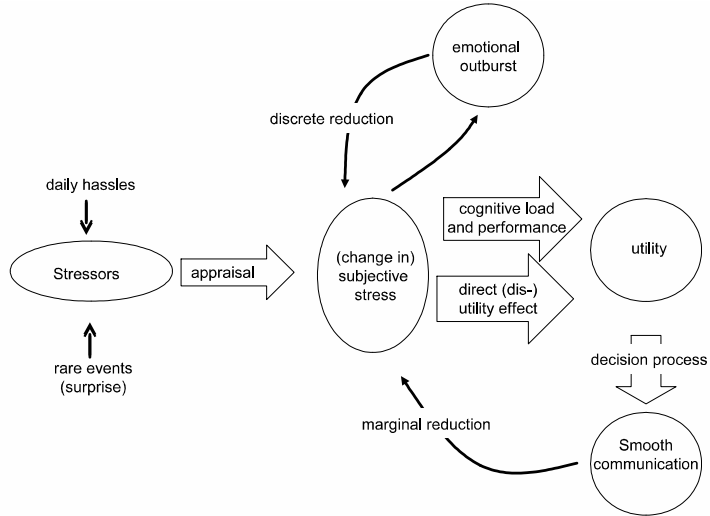 emotional
outburst
discrete reduction
daily hassles
Stressors
appraisal
(change in)
subjective
stress
cognitive load
and performance
direct (dis-)
utility effect
utility
rare events
(surprise)
decision process
marginal reduction
Smooth
communication